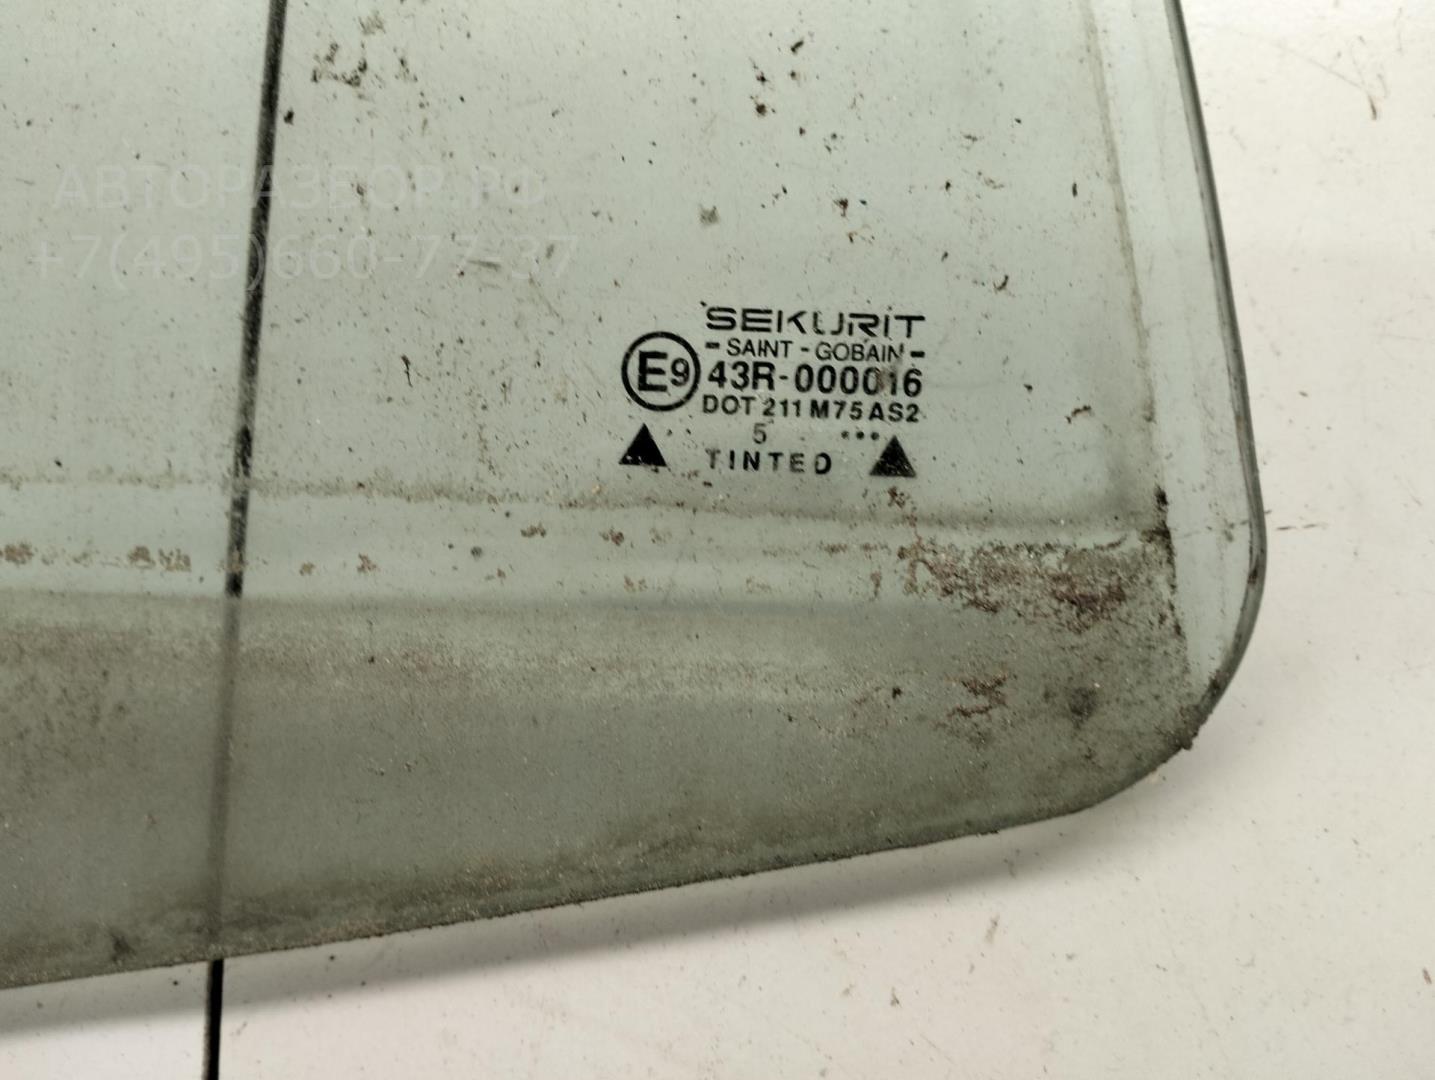 АВТОРАЗБОР.РФ
+7(495)660-77-37
SEKURIT
- SAINT - GOBAIN -
E9 43R-000016
DOT 211 M75 AS2
5 ...
TINTED